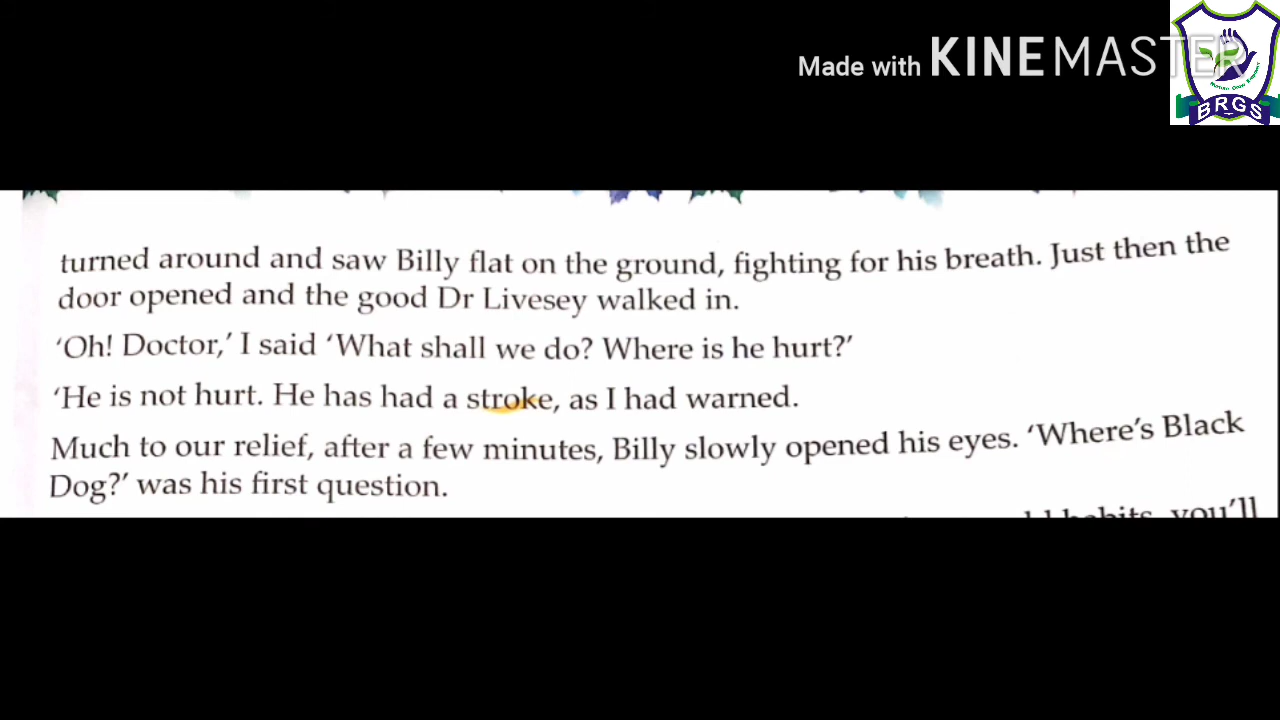 Made with KINEMASTER
BRGS
turned around and saw Billy flat on the ground, fighting for his breath. Just then the
door opened and the good Dr Livesey walked in.
‘Oh! Doctor,’ I said ‘What shall we do? Where is he hurt?’
‘He is not hurt. He has had a stroke, as I had warned.
Much to our relief, after a few minutes, Billy slowly opened his eyes. ‘Where’s Black
Dog?’ was his first question.
habits, you’ll